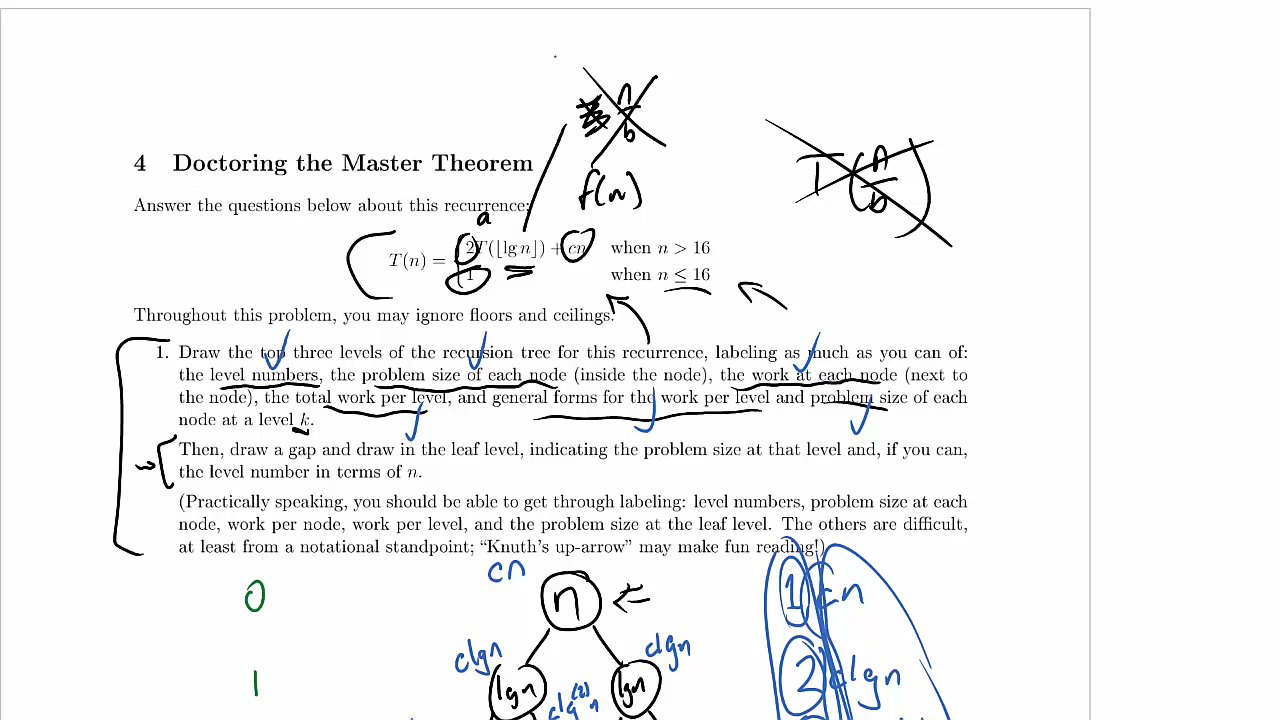 n
b
f(n)
T(n/b)
4 Doctoring the Master Theorem
Answer the questions below about this recurrence:
a
T(n) = { 2T(⌊lg n⌋) + cn when n > 16
1 when n ≤ 16
Throughout this problem, you may ignore floors and ceilings.
1. Draw the top three levels of the recursion tree for this recurrence, labeling as much as you can of:
the level numbers, the problem size of each node (inside the node), the work at each node (next to
the node), the total work per level, and general forms for the work per level and problem size of each
node at a level k.
Then, draw a gap and draw in the leaf level, indicating the problem size at that level and, if you can,
the level number in terms of n.
(Practically speaking, you should be able to get through labeling: level numbers, problem size at each
node, work per node, work per level, and the problem size at the leaf level. The others are difficult,
at least from a notational standpoint; “Knuth’s up-arrow” may make fun reading!)
0 cn n 1 cn
clgn clgn
1 lgn lgn 2 clgn
clg⁽²⁾n